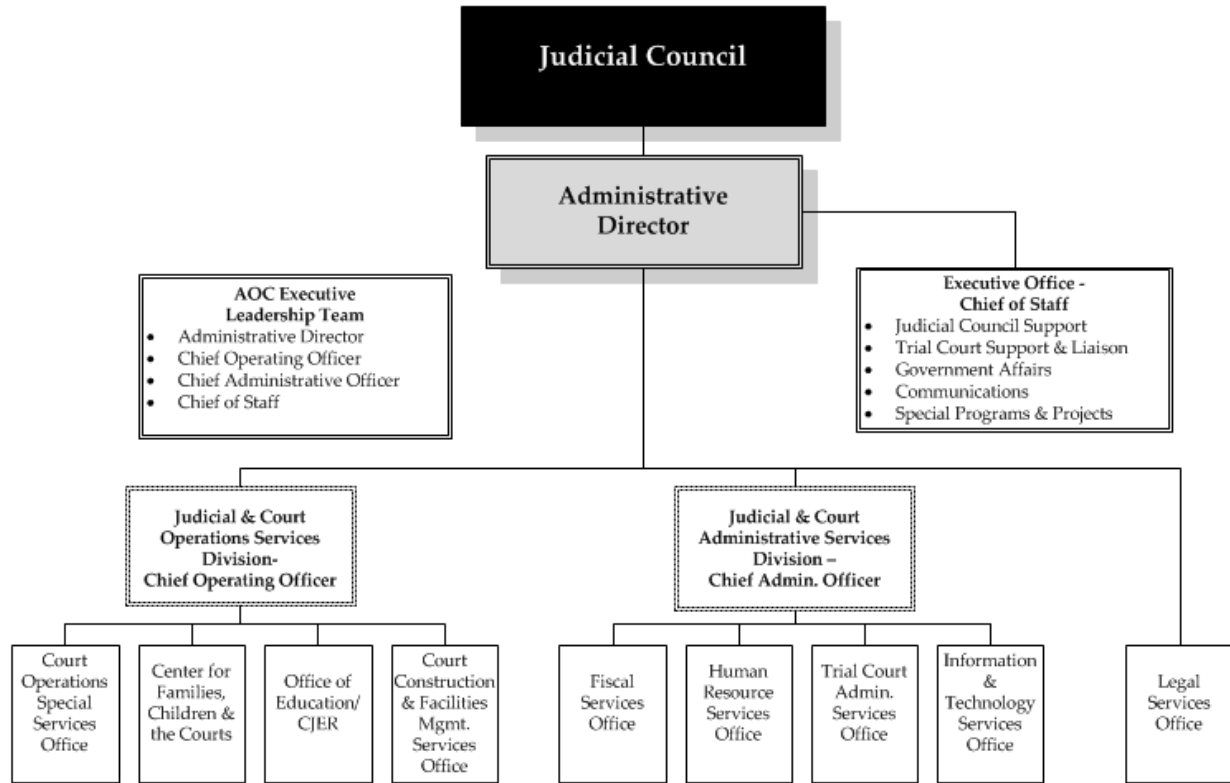 Judicial Council
Administrative
Director
AOC Executive
Leadership Team
• Administrative Director
• Chief Operating Officer
• Chief Administrative Officer
• Chief of Staff
Executive Office -
Chief of Staff
• Judicial Council Support
• Trial Court Support & Liaison
• Government Affairs
• Communications
• Special Programs & Projects
Judicial & Court
Operations Services
Division-
Chief Operating Officer
Judicial & Court
Administrative Services
Division –
Chief Admin. Officer
Court
Operations
Special
Services
Office
Center for
Families,
Children &
the Courts
Office of
Education/
CJER
Court
Construction
& Facilities
Mgmt.
Services
Office
Fiscal
Services
Office
Human
Resource
Services
Office
Trial Court
Admin.
Services
Office
Information
&
Technology
Services
Office
Legal
Services
Office